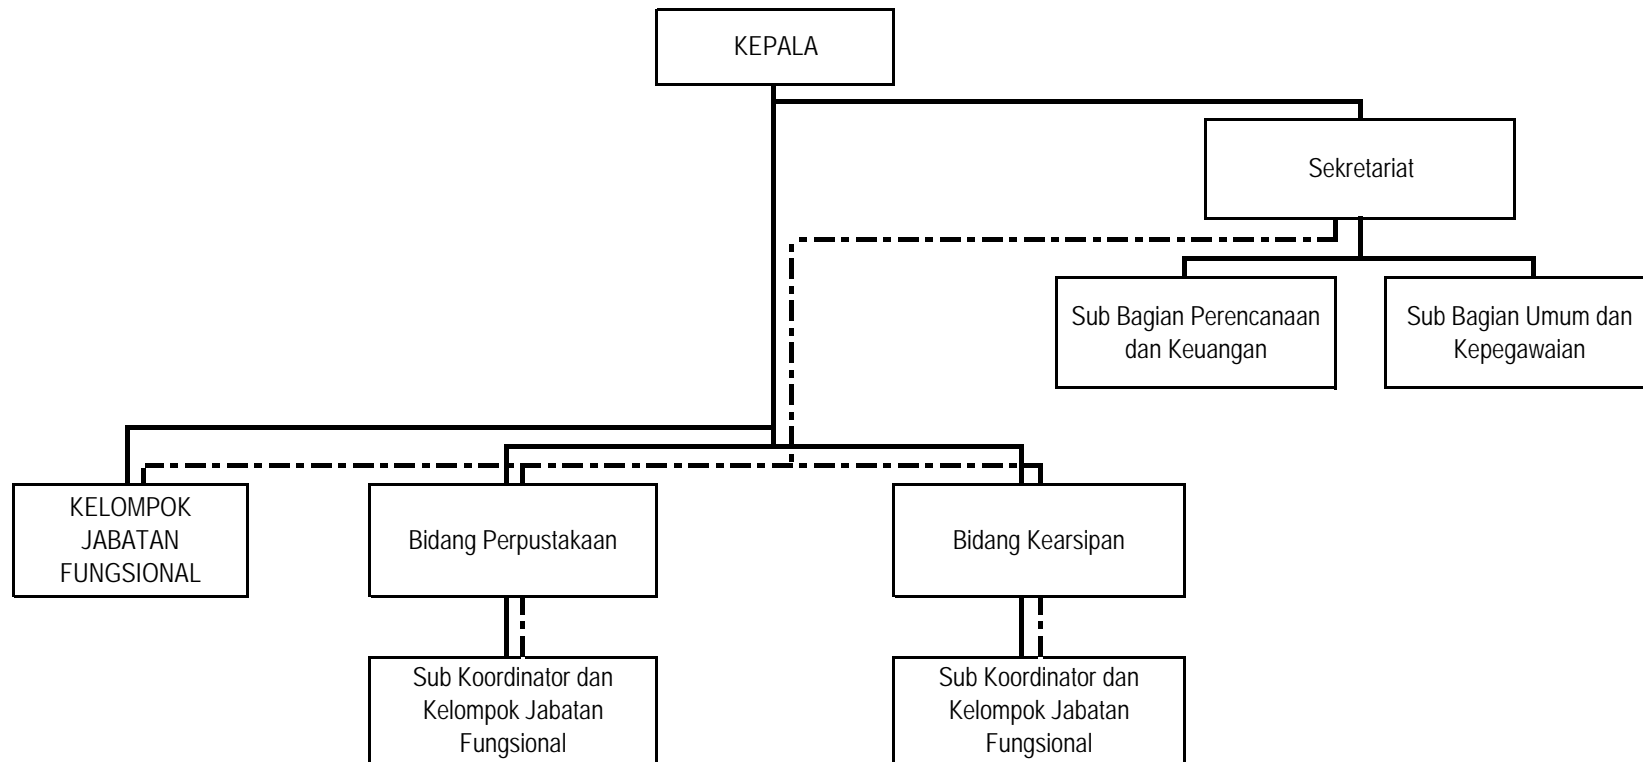 KEPALA
Sekretariat
Sub Bagian Perencanaan
dan Keuangan
Sub Bagian Umum dan
Kepegawaian
KELOMPOK
JABATAN
FUNGSIONAL
Bidang Perpustakaan
Bidang Kearsipan
Sub Koordinator dan
Kelompok Jabatan
Fungsional
Sub Koordinator dan
Kelompok Jabatan
Fungsional